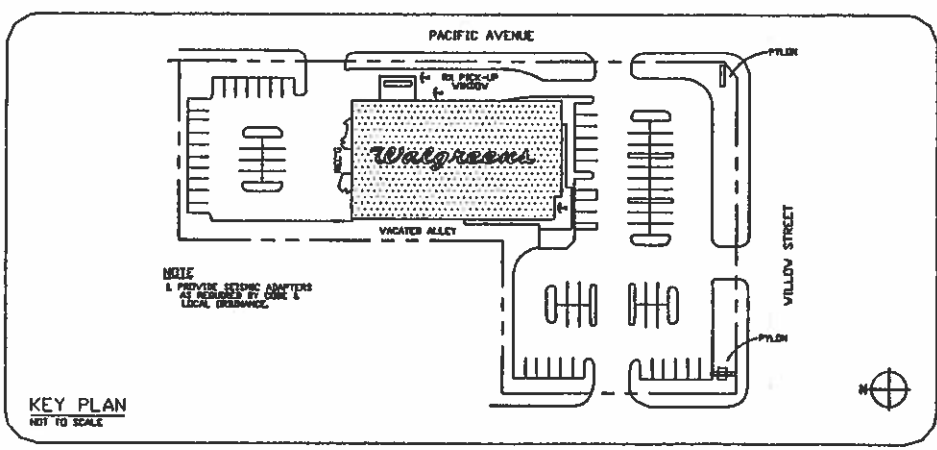 PACIFIC AVENUE
PYLON
RX PICK-UP
WINDOW
Walgreens
REC'G
VACATED ALLEY
WILLOW STREET
NOTE
1. PROVIDE SEISMIC ADAPTERS
AS REQUIRED BY CODE &
LOCAL ORDINANCE.
PYLON
N
KEY PLAN
NOT TO SCALE